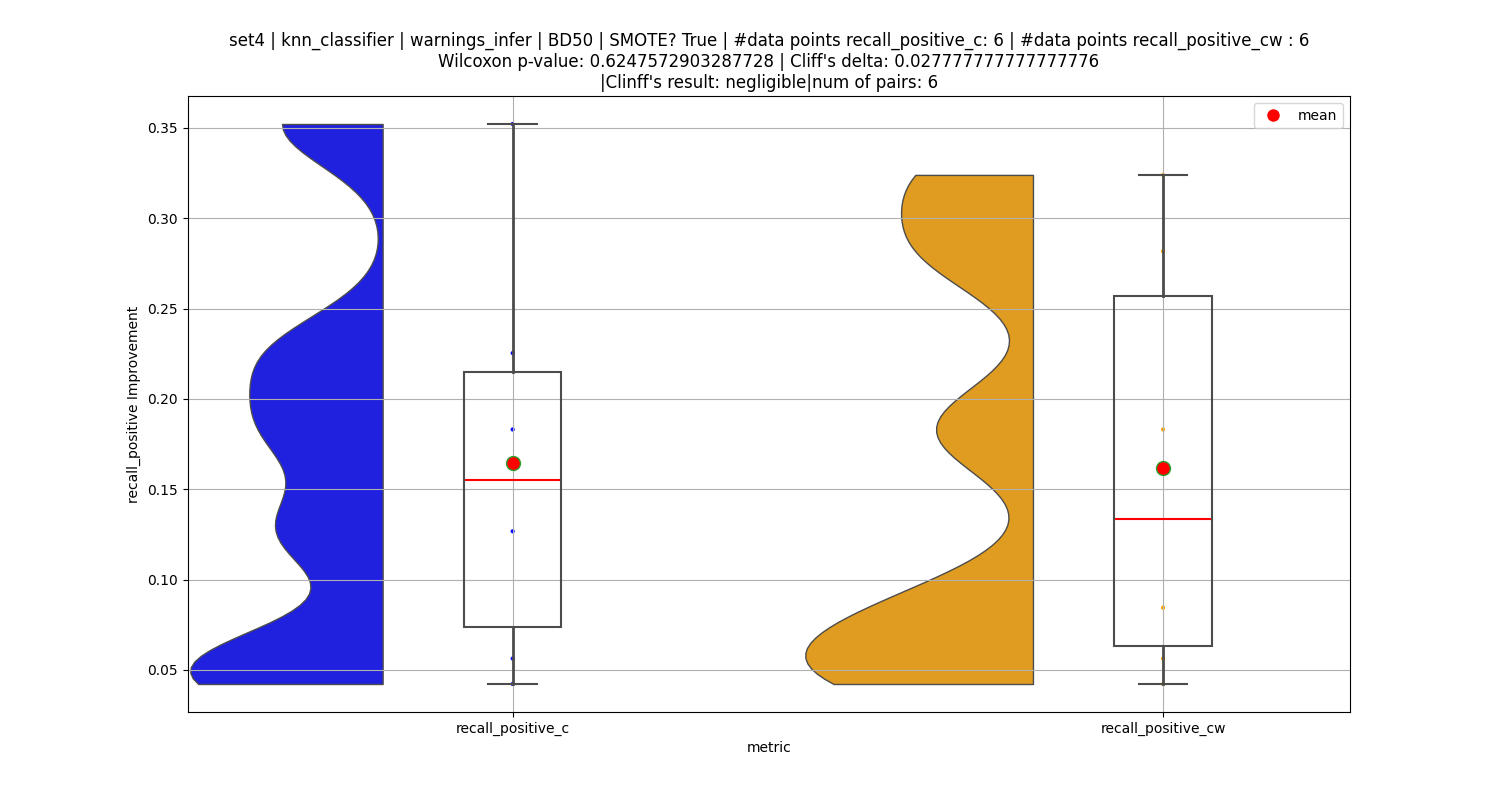 set4 | knn_classifier | warnings_infer | BD50 | SMOTE? True | #data points recall_positive_c: 6 | #data points recall_positive_cw : 6
Wilcoxon p-value: 0.6247572903287728 | Cliff's delta: 0.027777777777777776
|Clinff's result: negligible|num of pairs: 6
mean
0.35
0.30
0.25
0.20
0.15
0.10
0.05
recall_positive Improvement
recall_positive_c
recall_positive_cw
metric